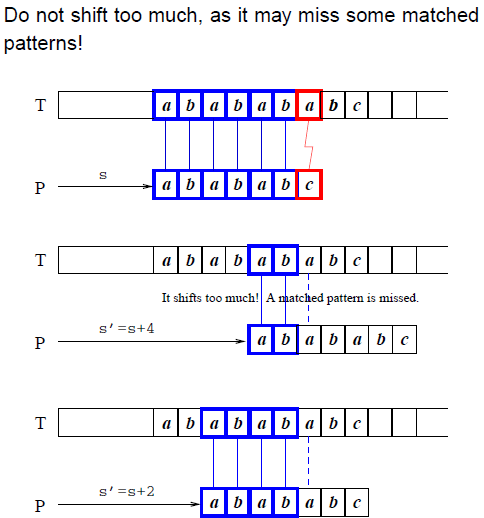 Do not shift too much, as it may miss some matched
patterns!
T a b a b a b a b c
s
P a b a b a b c
T a b a b a b a b c
It shifts too much! A matched pattern is missed.
s'=s+4
P a b a b a b c
T a b a b a b a b c
s'=s+2
P a b a b a b c